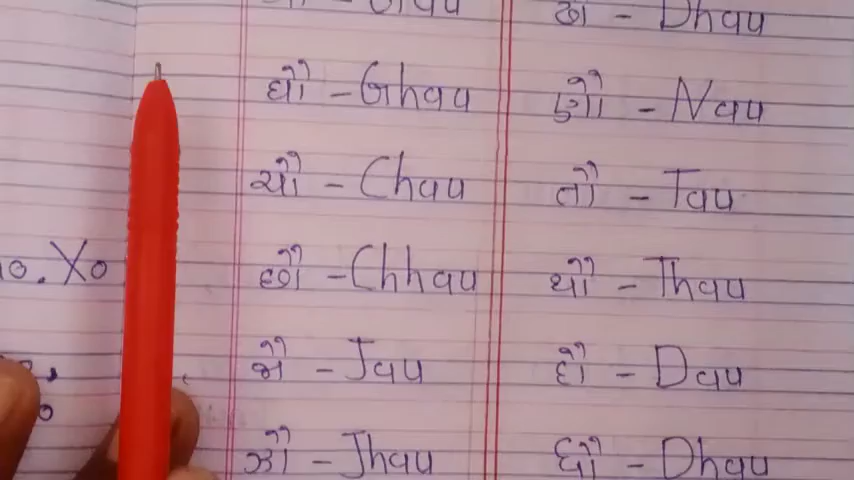 ઢૌ - Dhau
ઘૌ - Ghau
ણૌ - Nau
ચૌ - Chau
તૌ - Tau
છૌ - Chhau
થૌ - Thau
જૌ - Jau
દૌ - Dau
ઝૌ - Jhau
ધૌ - Dhau